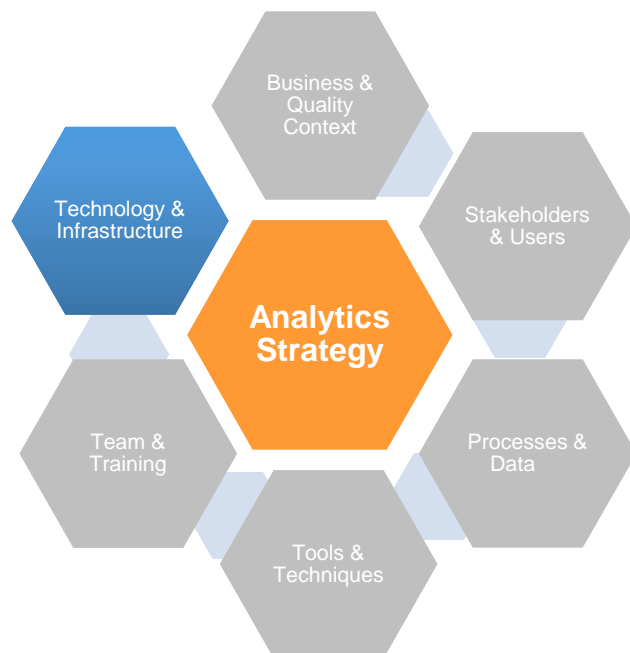 Business &
Quality
Context
Technology &
Infrastructure
Stakeholders
& Users
Analytics
Strategy
Team &
Training
Processes &
Data
Tools &
Techniques